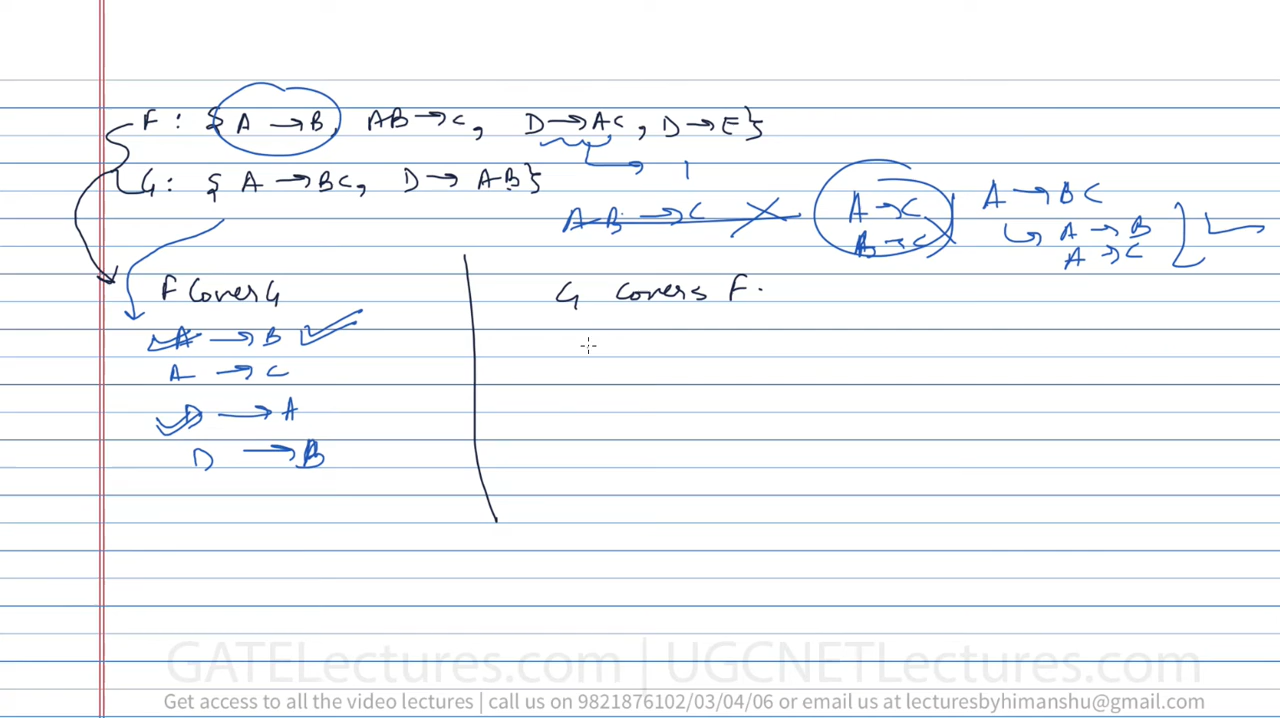 F : { A → B, AB → C, D → AC, D → E }
G : { A → BC, D → AB }
1
AB → C
A → C
B → C
A → BC
A → B
A → C
F Covers G
A → B
A → C
D → A
D → B
G Covers F.
GATELectures.com | UGCNETLectures.com
Get access to all the video lectures | call us on 9821876102/03/04/06 or email us at lecturesbyhimanshu@gmail.com